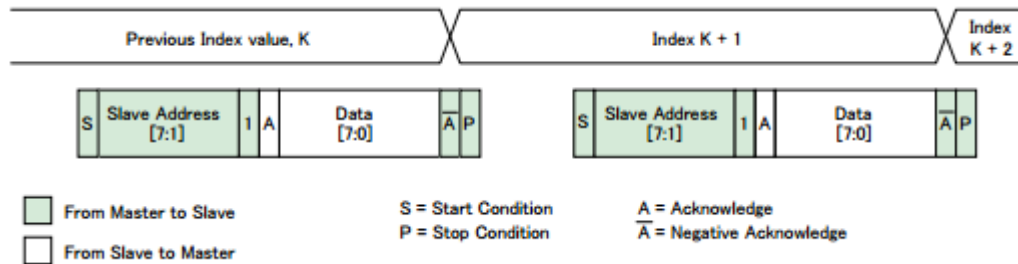 Previous Index value, K
Index K + 1
Index
K + 2
S
Slave Address
[7:1]
1
A
Data
[7:0]
A̅
P
S
Slave Address
[7:1]
1
A
Data
[7:0]
A̅
P
From Master to Slave
From Slave to Master
S = Start Condition
P = Stop Condition
A = Acknowledge
A̅ = Negative Acknowledge